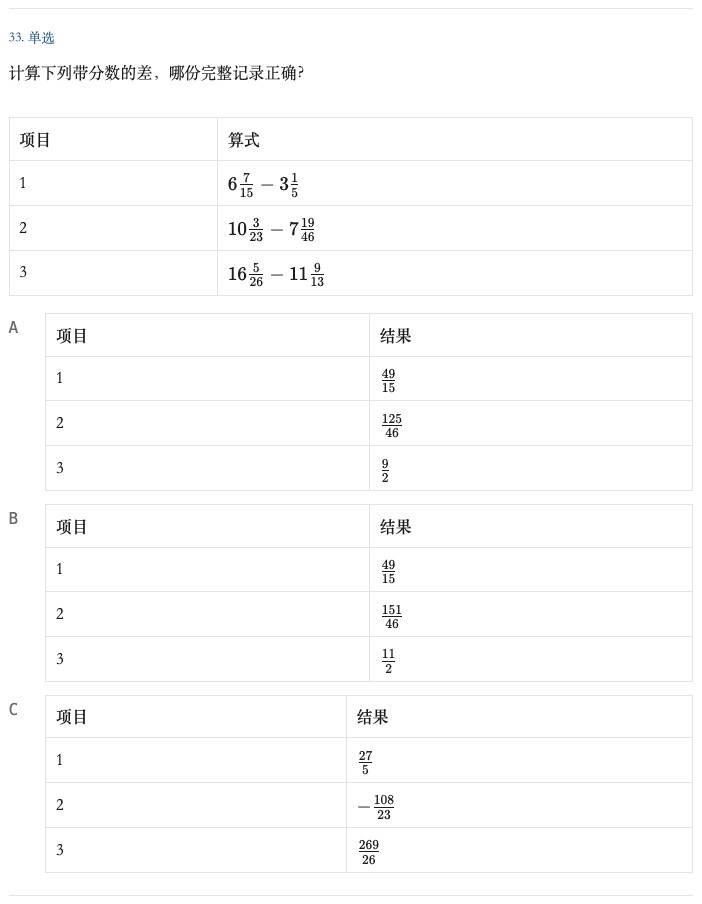 33. 单选
计算下列带分数的差，哪份完整记录正确?
项目 算式
1 6 7/15 − 3 1/5
2 10 3/23 − 7 19/46
3 16 5/26 − 11 9/13
A
项目 结果
1 49/15
2 125/46
3 9/2
B
项目 结果
1 49/15
2 151/46
3 11/2
C
项目 结果
1 27/5
2 −108/23
3 269/26